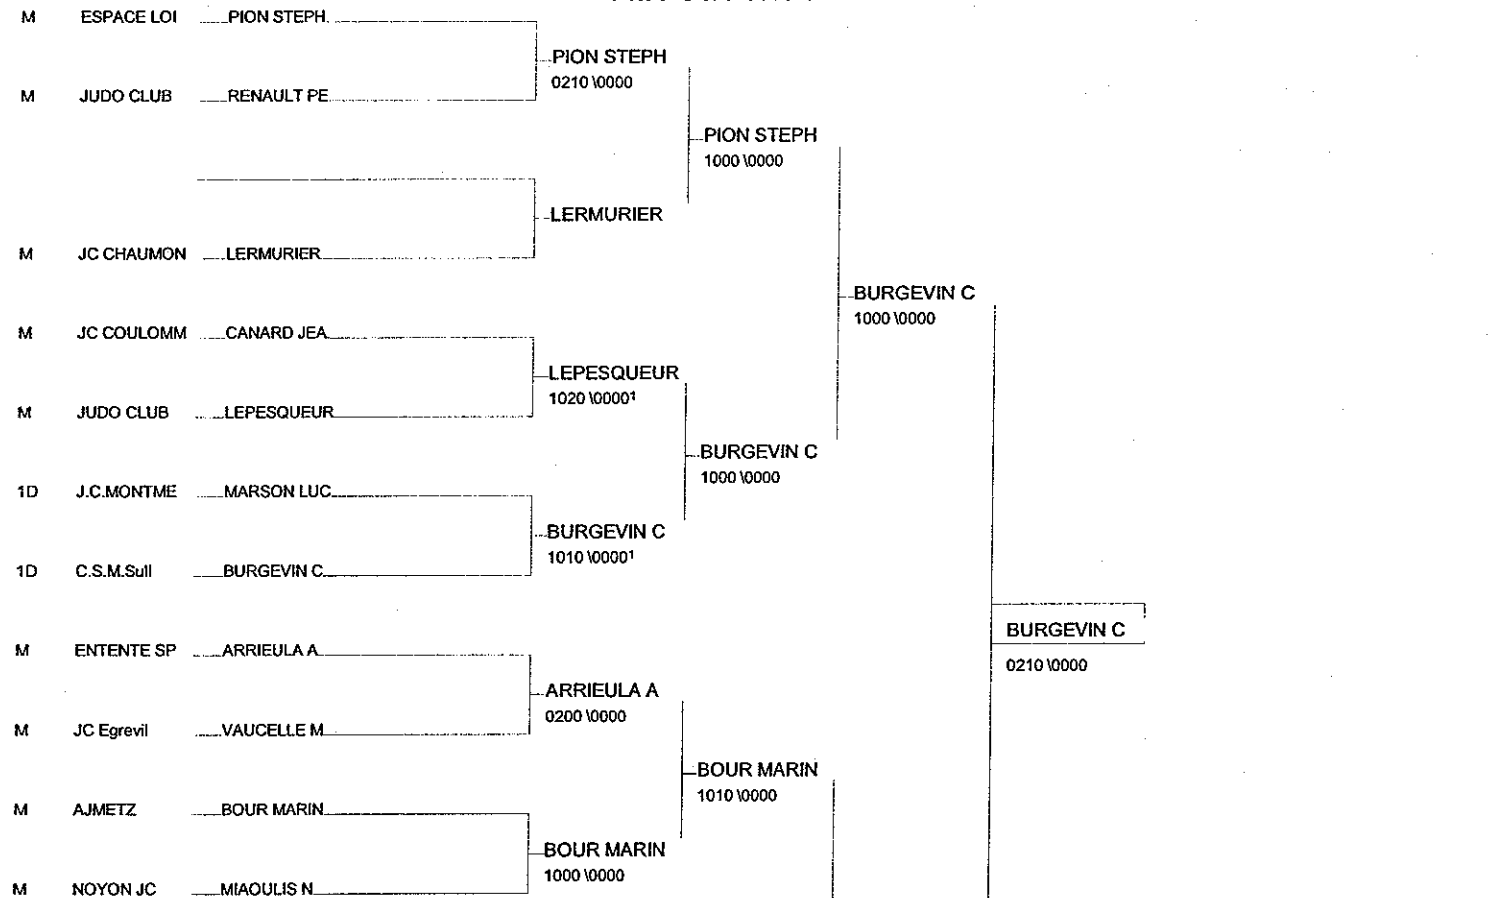 M ESPACE LOI PION STEPH
PION STEPH
0210 \0000
M JUDO CLUB RENAULT PE
PION STEPH
1000 \0000
LERMURIER
M JC CHAUMON LERMURIER
BURGEVIN C
1000 \0000
M JC COULOMM CANARD JEA
LEPESQUEUR
1020 \0000¹
M JUDO CLUB LEPESQUEUR
BURGEVIN C
1000 \0000
1D J.C.MONTME MARSON LUC
BURGEVIN C
1010 \0000¹
1D C.S.M.Sull BURGEVIN C
BURGEVIN C
0210 \0000
M ENTENTE SP ARRIEULA A
ARRIEULA A
0200 \0000
M JC Egrevil VAUCELLE M
BOUR MARIN
1010 \0000
M AJMETZ BOUR MARIN
BOUR MARIN
1000 \0000
M NOYON JC MIAOULIS N